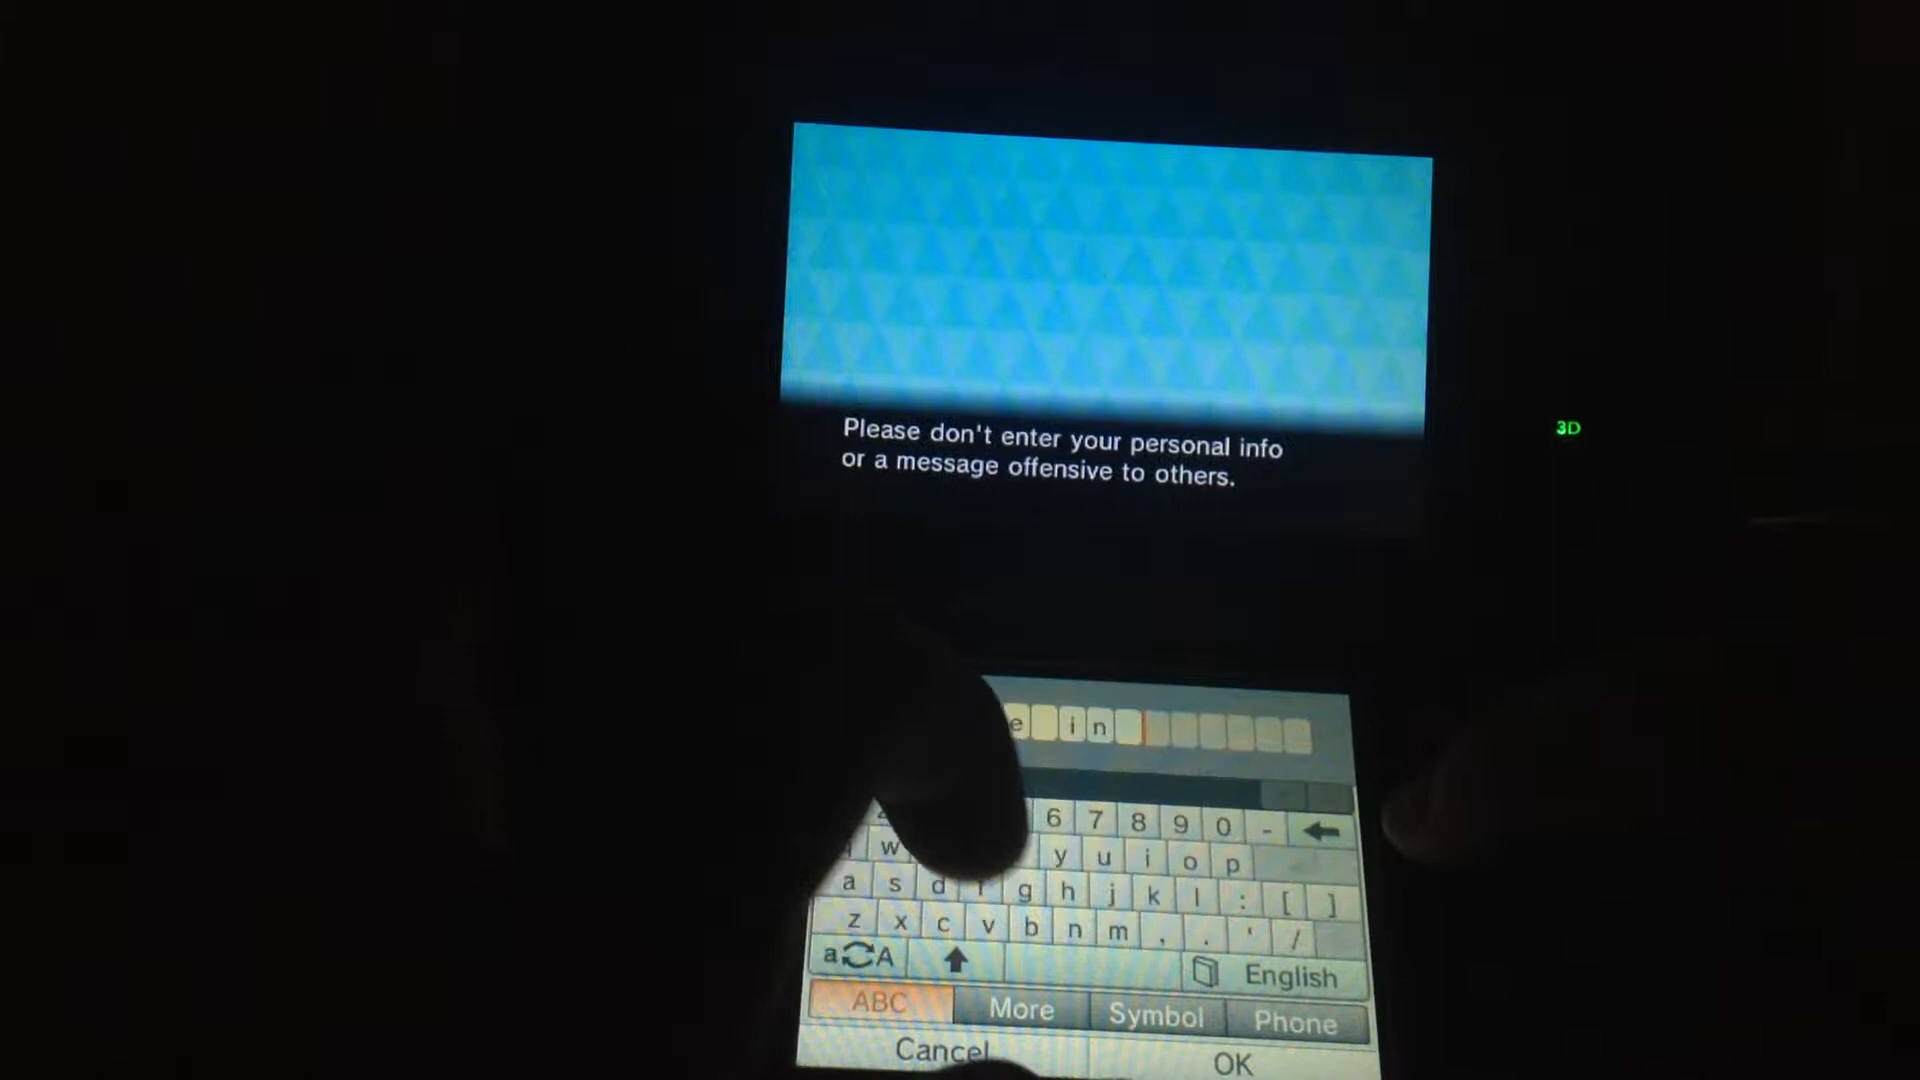 Please don't enter your personal info
or a message offensive to others.
3D
e in
6 7 8 9 0 -
w y u i o p
a s d f g h j k l : [ ]
z x c v b n m , . ' /
a A English
ABC More Symbol Phone
Cancel OK